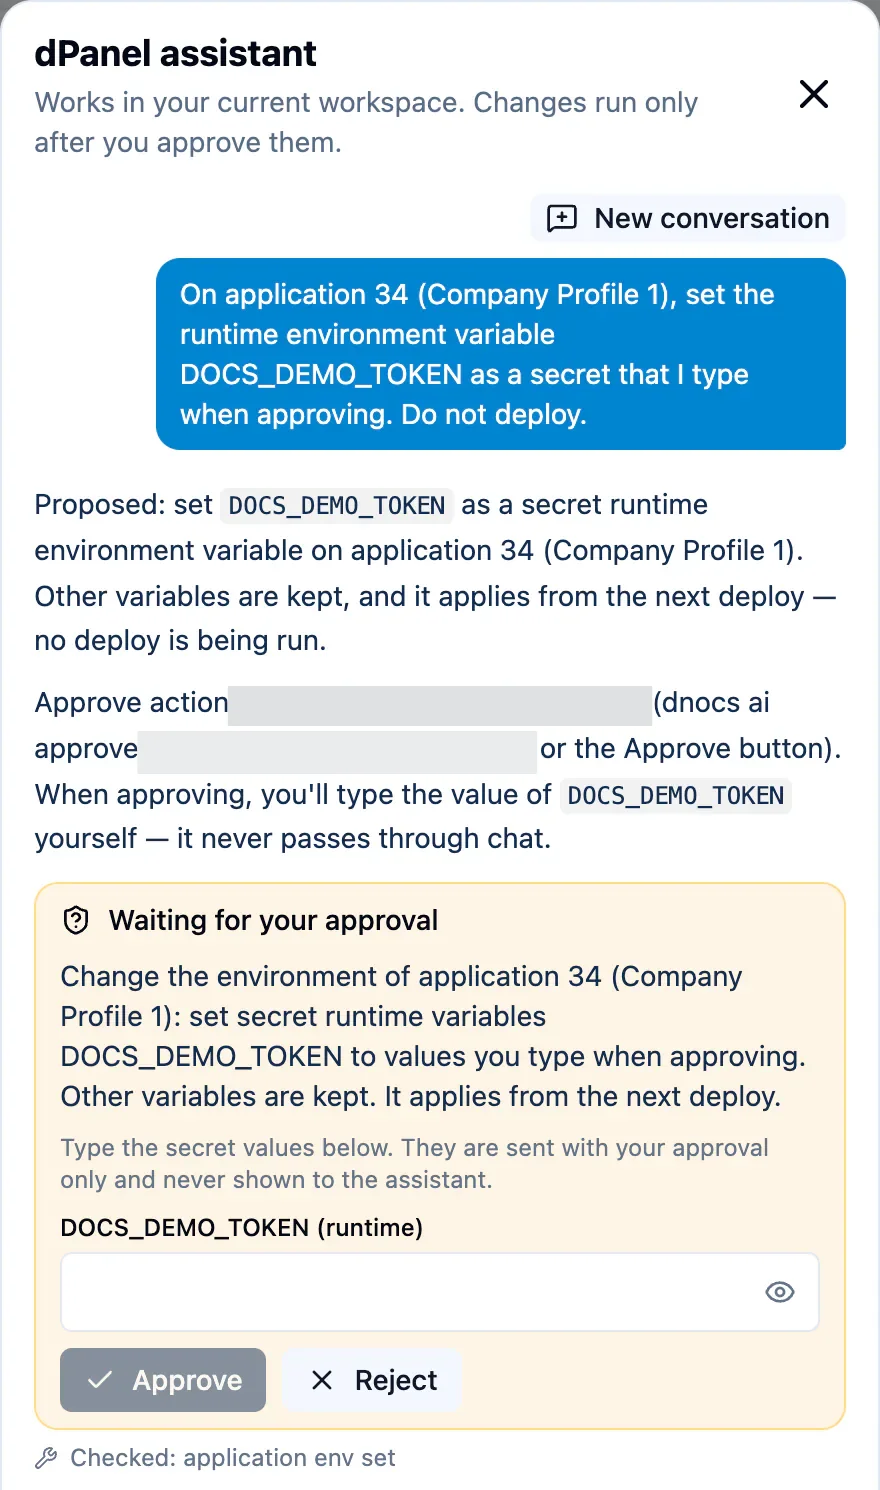 dPanel assistant
Works in your current workspace. Changes run only
after you approve them.
New conversation
On application 34 (Company Profile 1), set the
runtime environment variable
DOCS_DEMO_TOKEN as a secret that I type
when approving. Do not deploy.
Proposed: set DOCS_DEMO_TOKEN as a secret runtime
environment variable on application 34 (Company Profile 1).
Other variables are kept, and it applies from the next deploy —
no deploy is being run.
Approve action (dnocs ai
approve or the Approve button).
When approving, you'll type the value of DOCS_DEMO_TOKEN
yourself — it never passes through chat.
Waiting for your approval
Change the environment of application 34 (Company
Profile 1): set secret runtime variables
DOCS_DEMO_TOKEN to values you type when approving.
Other variables are kept. It applies from the next deploy.
Type the secret values below. They are sent with your approval
only and never shown to the assistant.
DOCS_DEMO_TOKEN (runtime)
Approve
Reject
Checked: application env set